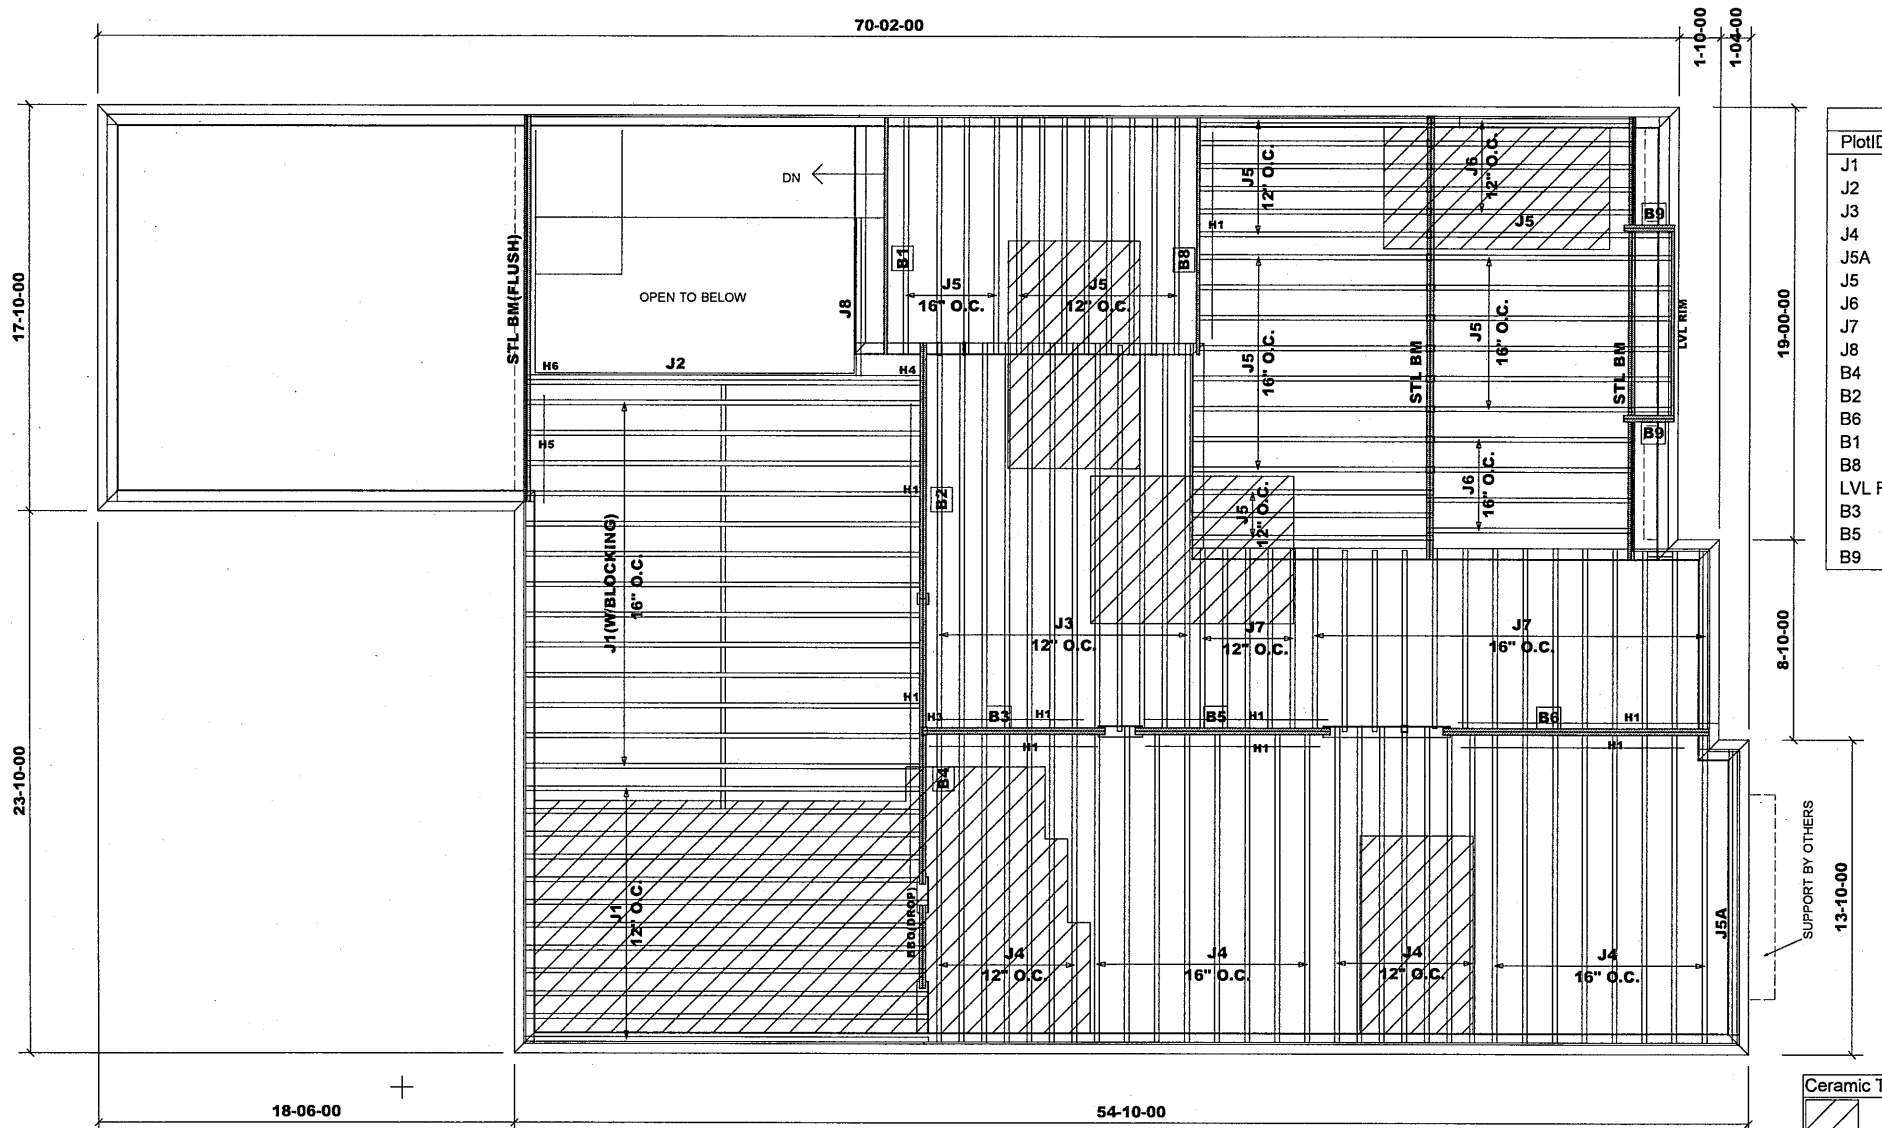 70-02-00
1-10-00
1-04-00
17-10-00
23-10-00
18-06-00
54-10-00
19-00-00
8-10-00
13-10-00
STL BM(FLUSH)
DN
OPEN TO BELOW
J8
J2
H6
H4
H5
H1
H1
J1(W/BLOCKING)
16" O.C.
J1
12" O.C.
B1
J5
16" O.C.
J5
12" O.C.
B8
B2
J5
12" O.C.
H1
J5
16" O.C.
J5
12" O.C.
J6
12" O.C.
J5
J5
16" O.C.
J6
16" O.C.
STL BM
STL BM
B9
LVL RIM
B9
J3
12" O.C.
J7
12" O.C.
J7
16" O.C.
H3
B3
H1
B5
H1
B6
H1
H1
H1
H1
B4
BBO(DROP)
J4
12" O.C.
J4
16" O.C.
J4
12" O.C.
J4
16" O.C.
J5A
SUPPORT BY OTHERS
PlotID
J1
J2
J3
J4
J5A
J5
J6
J7
J8
B4
B2
B6
B1
B8
LVL R
B3
B5
B9
Ceramic T